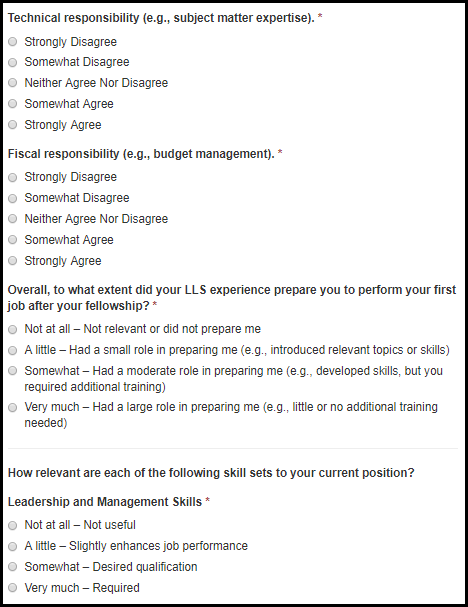 Technical responsibility (e.g., subject matter expertise). *
Strongly Disagree
Somewhat Disagree
Neither Agree Nor Disagree
Somewhat Agree
Strongly Agree
Fiscal responsibility (e.g., budget management). *
Strongly Disagree
Somewhat Disagree
Neither Agree Nor Disagree
Somewhat Agree
Strongly Agree
Overall, to what extent did your LLS experience prepare you to perform your first
job after your fellowship? *
Not at all – Not relevant or did not prepare me
A little – Had a small role in preparing me (e.g., introduced relevant topics or skills)
Somewhat – Had a moderate role in preparing me (e.g., developed skills, but you
required additional training)
Very much – Had a large role in preparing me (e.g., little or no additional training
needed)
How relevant are each of the following skill sets to your current position?
Leadership and Management Skills *
Not at all – Not useful
A little – Slightly enhances job performance
Somewhat – Desired qualification
Very much – Required